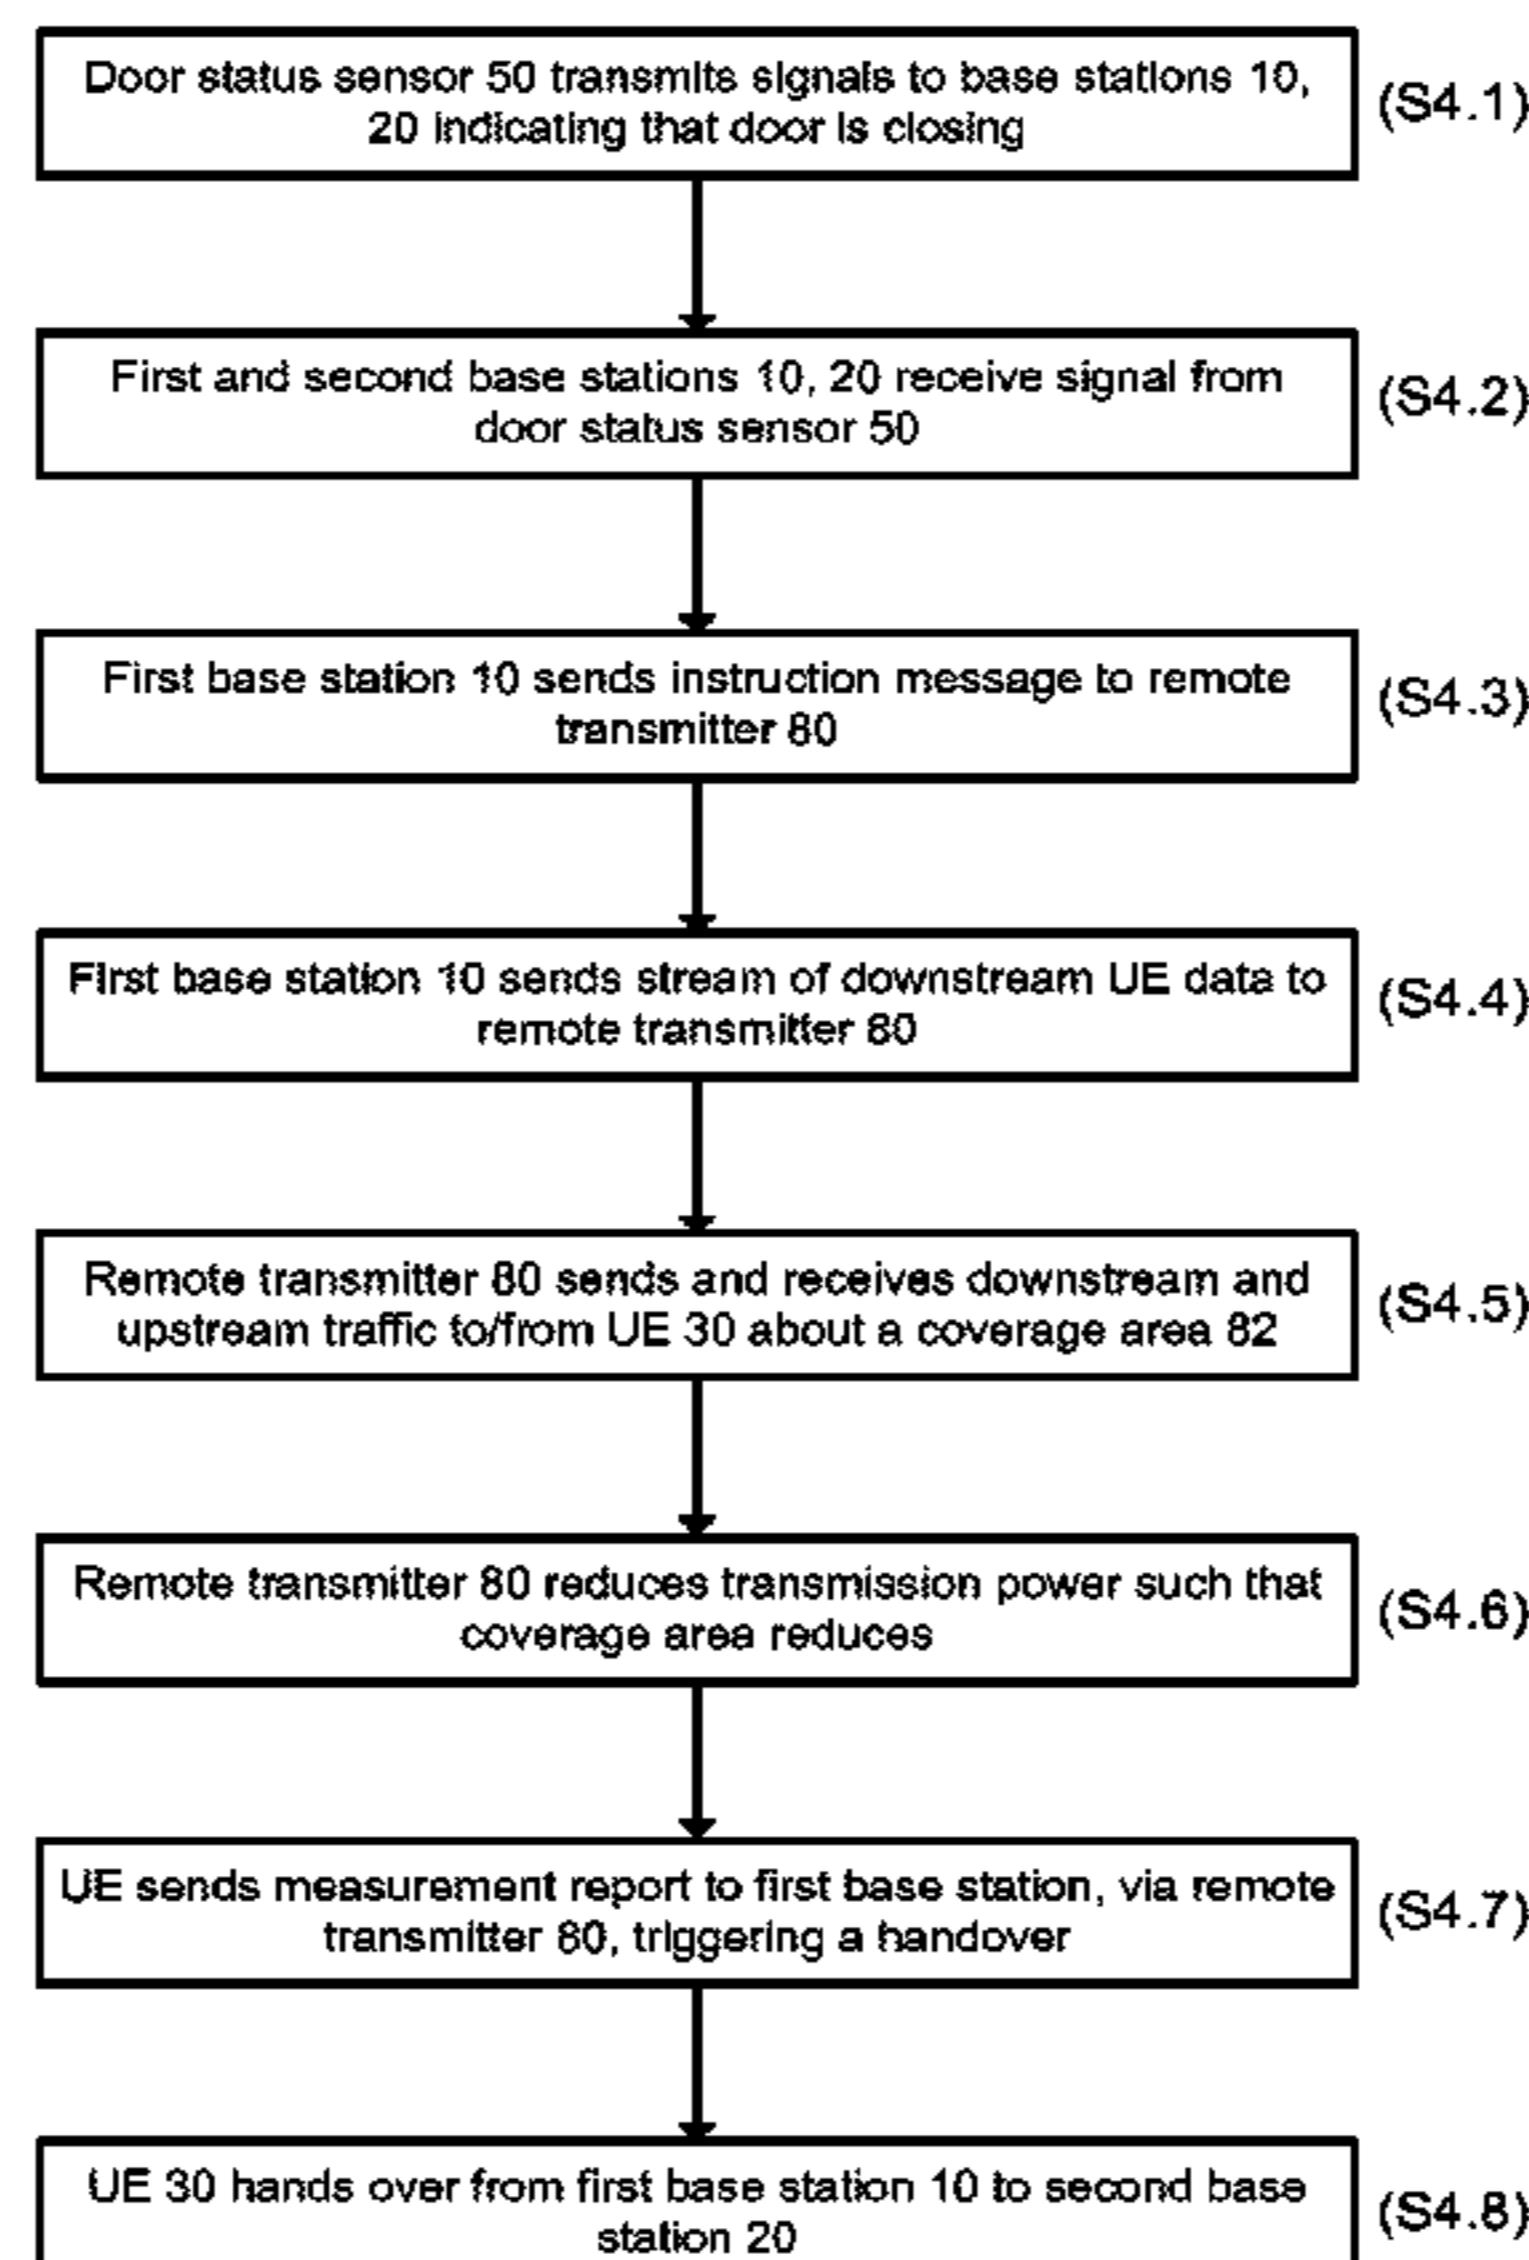 Door status sensor 50 transmits signals to base stations 10,
20 indicating that door is closing
(S4.1)
First and second base stations 10, 20 receive signal from
door status sensor 50
(S4.2)
First base station 10 sends instruction message to remote
transmitter 80
(S4.3)
First base station 10 sends stream of downstream UE data to
remote transmitter 80
(S4.4)
Remote transmitter 80 sends and receives downstream and
upstream traffic to/from UE 30 about a coverage area 82
(S4.5)
Remote transmitter 80 reduces transmission power such that
coverage area reduces
(S4.6)
UE sends measurement report to first base station, via remote
transmitter 80, triggering a handover
(S4.7)
UE 30 hands over from first base station 10 to second base
station 20
(S4.8)